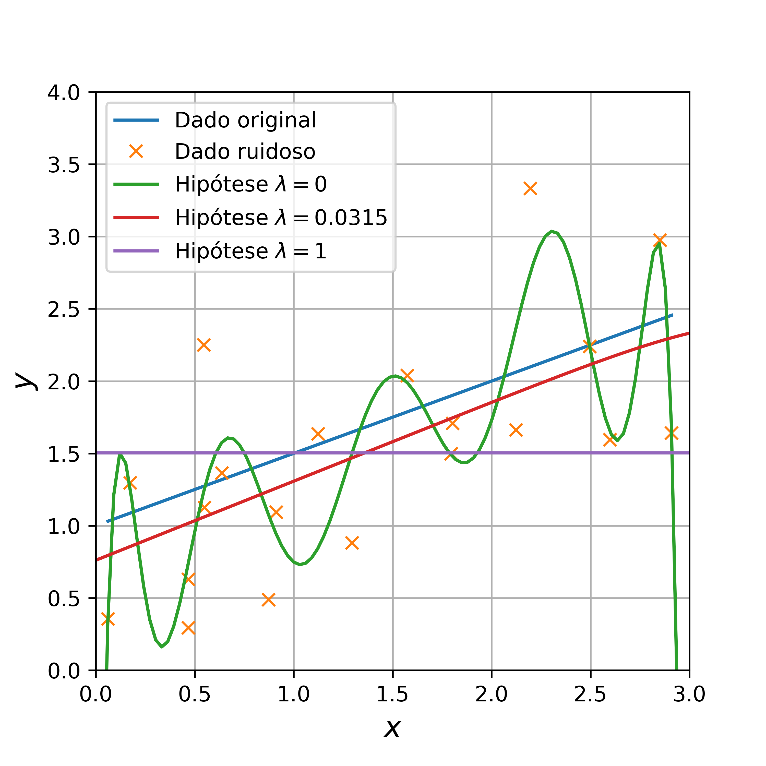 4.0
3.5
3.0
2.5
2.0
1.5
1.0
0.5
0.0
y
Dado original
Dado ruidoso
Hipótese λ = 0
Hipótese λ = 0.0315
Hipótese λ = 1
0.0 0.5 1.0 1.5 2.0 2.5 3.0
x